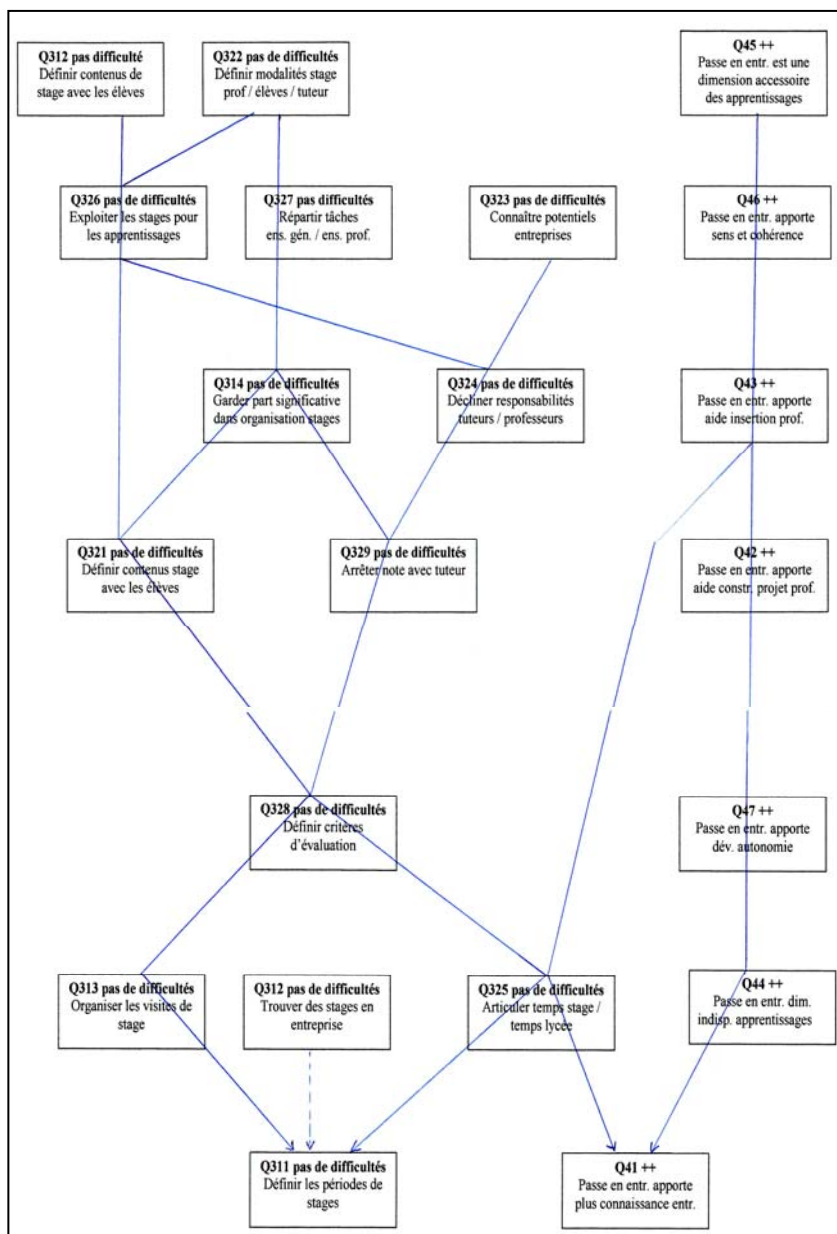 Q312 pas difficulté
Définir contenus de
stage avec les élèves
Q322 pas de difficultés
Définir modalités stage
prof / élèves / tuteur
Q45 ++
Passe en entr. est une
dimension accessoire
des apprentissages
Q326 pas de difficultés
Exploiter les stages pour
les apprentissages
Q327 pas difficultés
Répartir tâches
ens. gén. / ens. prof.
Q323 pas de difficultés
Connaître potentiels
entreprises
Q46 ++
Passe en entr. apporte
sens et cohérence
Q314 pas de difficultés
Garder part significative
dans organisation stages
Q324 pas de difficultés
Décliner responsabilités
tuteurs / professeurs
Q43 ++
Passe en entr. apporte
aide insertion prof.
Q321 pas de difficultés
Définir contenus stage
avec les élèves
Q329 pas de difficultés
Arrêter note avec tuteur
Q42 ++
Passe en entr. apporte
aide constr. projet prof.
Q328 pas de difficultés
Définir critères
d'évaluation
Q47 ++
Passe en entr. apporte
dév. autonomie
Q313 pas de difficultés
Organiser les visites de
stage
Q312 pas de difficultés
Trouver des stages en
entreprise
Q325 pas de difficultés
Articuler temps stage /
temps lycée
Q44 ++
Passe en entr. dim.
indisp. apprentissages
Q311 pas de difficultés
Définir les périodes de
stages
Q41 ++
Passe en entr. apporte
plus connaissance entr.